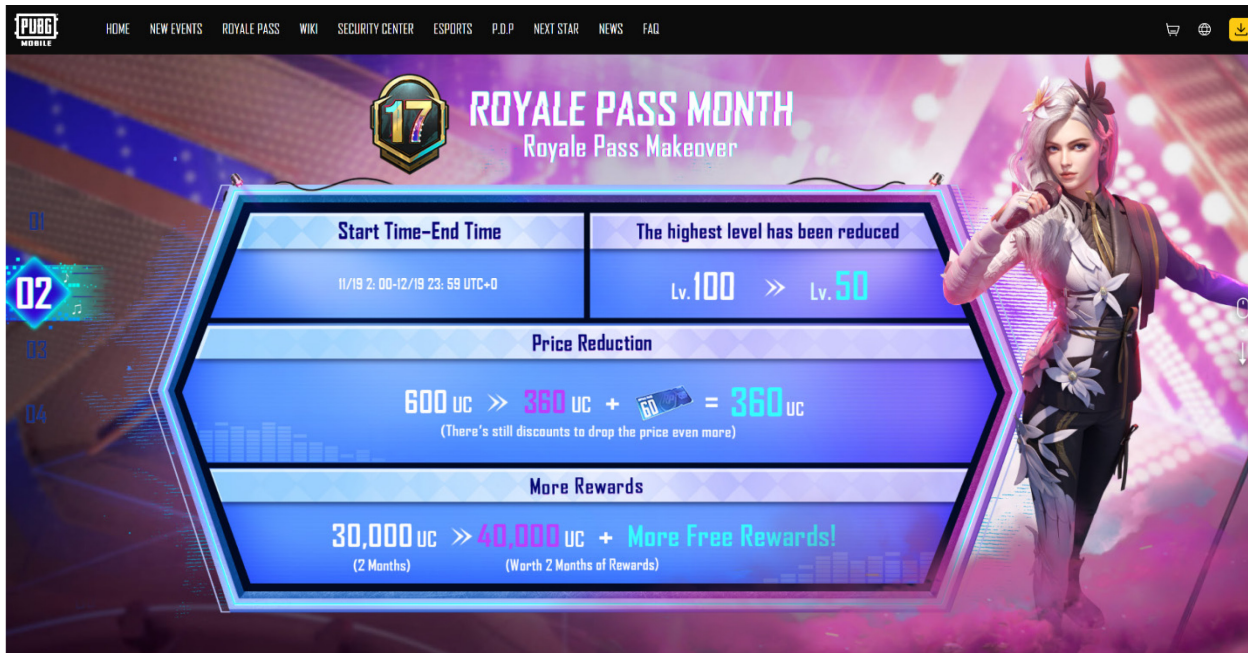 PUBG
MOBILE
HOME NEW EVENTS ROYALE PASS WIKI SECURITY CENTER ESPORTS P.D.P NEXT STAR NEWS FAQ
17
ROYALE PASS MONTH
Royale Pass Makeover
01
02
03
04
Start Time-End Time
11/19 2: 00-12/19 23: 59 UTC+0
The highest level has been reduced
Lv.100 >> Lv.50
Price Reduction
600 UC >> 360 UC + 60 = 360 UC
(There's still discounts to drop the price even more)
More Rewards
30,000 UC >> 40,000 UC + More Free Rewards!
(2 Months) (Worth 2 Months of Rewards)